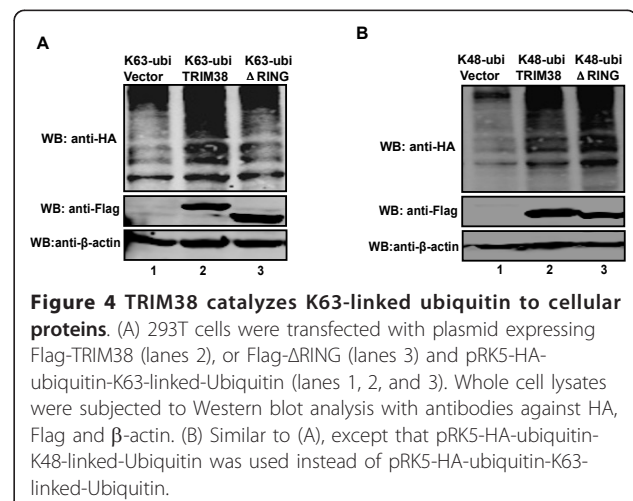 A
B
K63-ubi K63-ubi K63-ubi
Vector TRIM38 Δ RING
K48-ubi K48-ubi K48-ubi
Vector TRIM38 Δ RING
WB: anti-HA
WB: anti-HA
WB: anti-Flag
WB: anti-Flag
WB:anti-β-actin
WB:anti-β-actin
1 2 3
1 2 3
Figure 4 TRIM38 catalyzes K63-linked ubiquitin to cellular
proteins. (A) 293T cells were transfected with plasmid expressing
Flag-TRIM38 (lanes 2), or Flag-ΔRING (lanes 3) and pRK5-HA-
ubiquitin-K63-linked-Ubiquitin (lanes 1, 2, and 3). Whole cell lysates
were subjected to Western blot analysis with antibodies against HA,
Flag and β-actin. (B) Similar to (A), except that pRK5-HA-ubiquitin-
K48-linked-Ubiquitin was used instead of pRK5-HA-ubiquitin-K63-
linked-Ubiquitin.